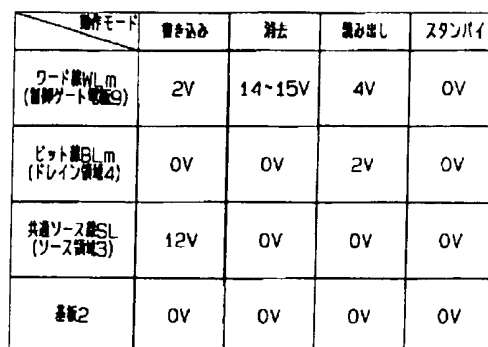 動作モード 書き込み 消去 読み出し スタンバイ
ワード線WLm
(制御ゲート電極9)
2V 14~15V 4V 0V
ビット線BLm
(ドレイン領域4)
0V 0V 2V 0V
共通ソース線SL
(ソース領域3)
12V 0V 0V 0V
基板2 0V 0V 0V 0V